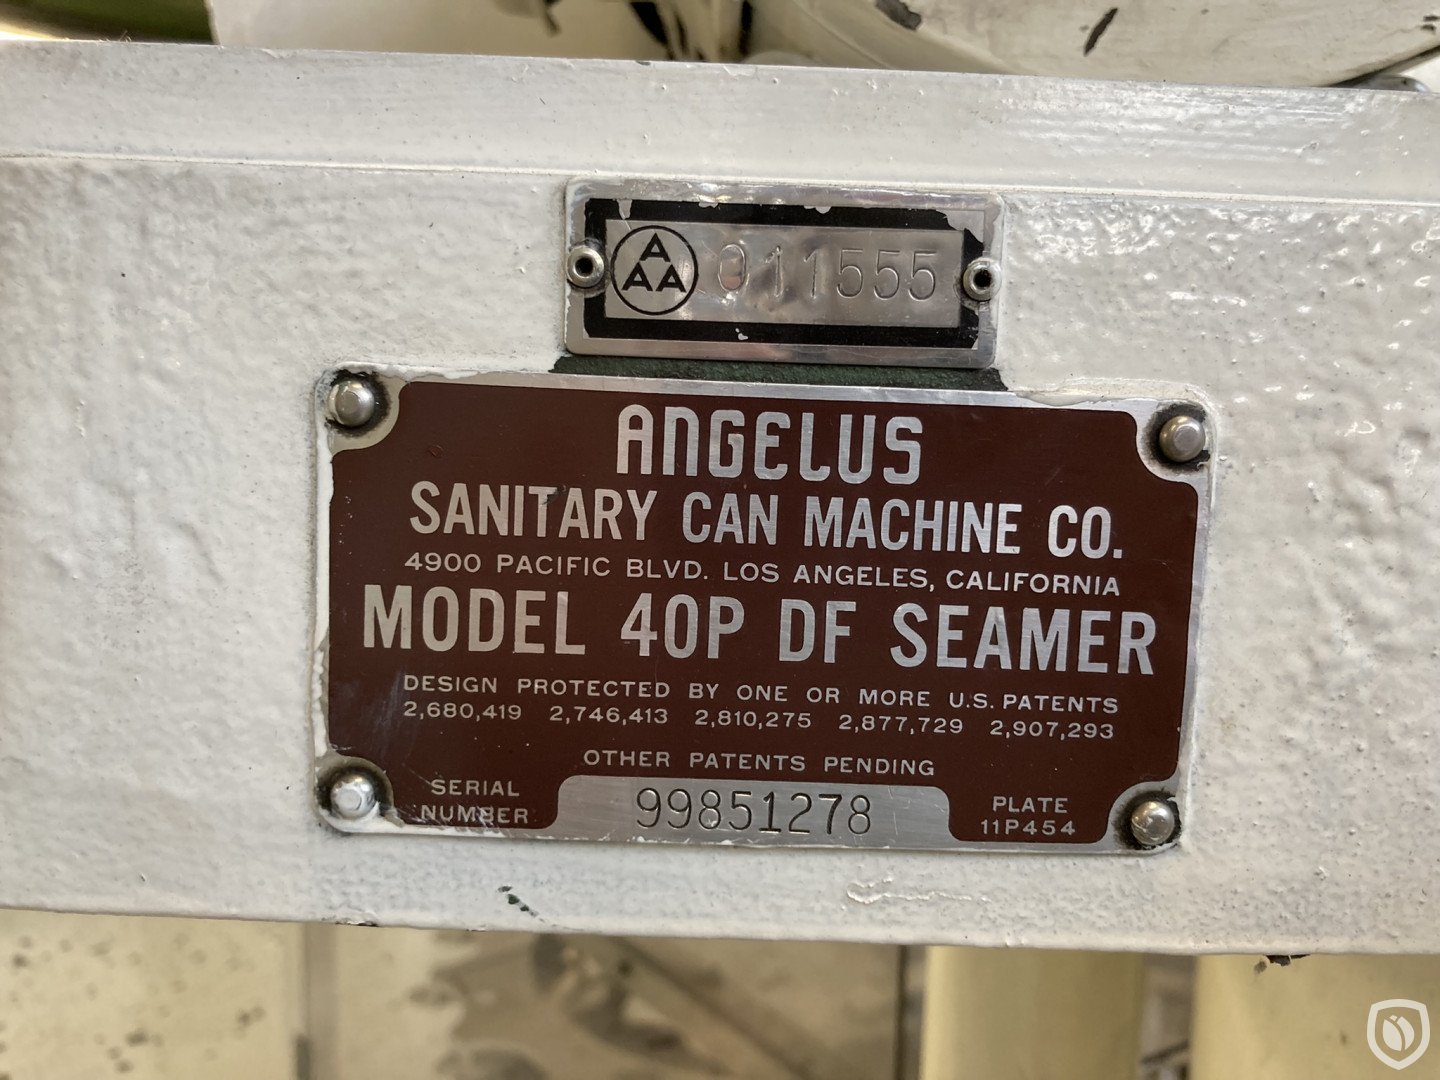 A
AA 011555
ANGELUS
SANITARY CAN MACHINE CO.
4900 PACIFIC BLVD. LOS ANGELES, CALIFORNIA
MODEL 40P DF SEAMER
DESIGN PROTECTED BY ONE OR MORE U.S. PATENTS
2,680,419 2,746,413 2,810,275 2,877,729 2,907,293
OTHER PATENTS PENDING
SERIAL
NUMBER
99851278
PLATE
11P454